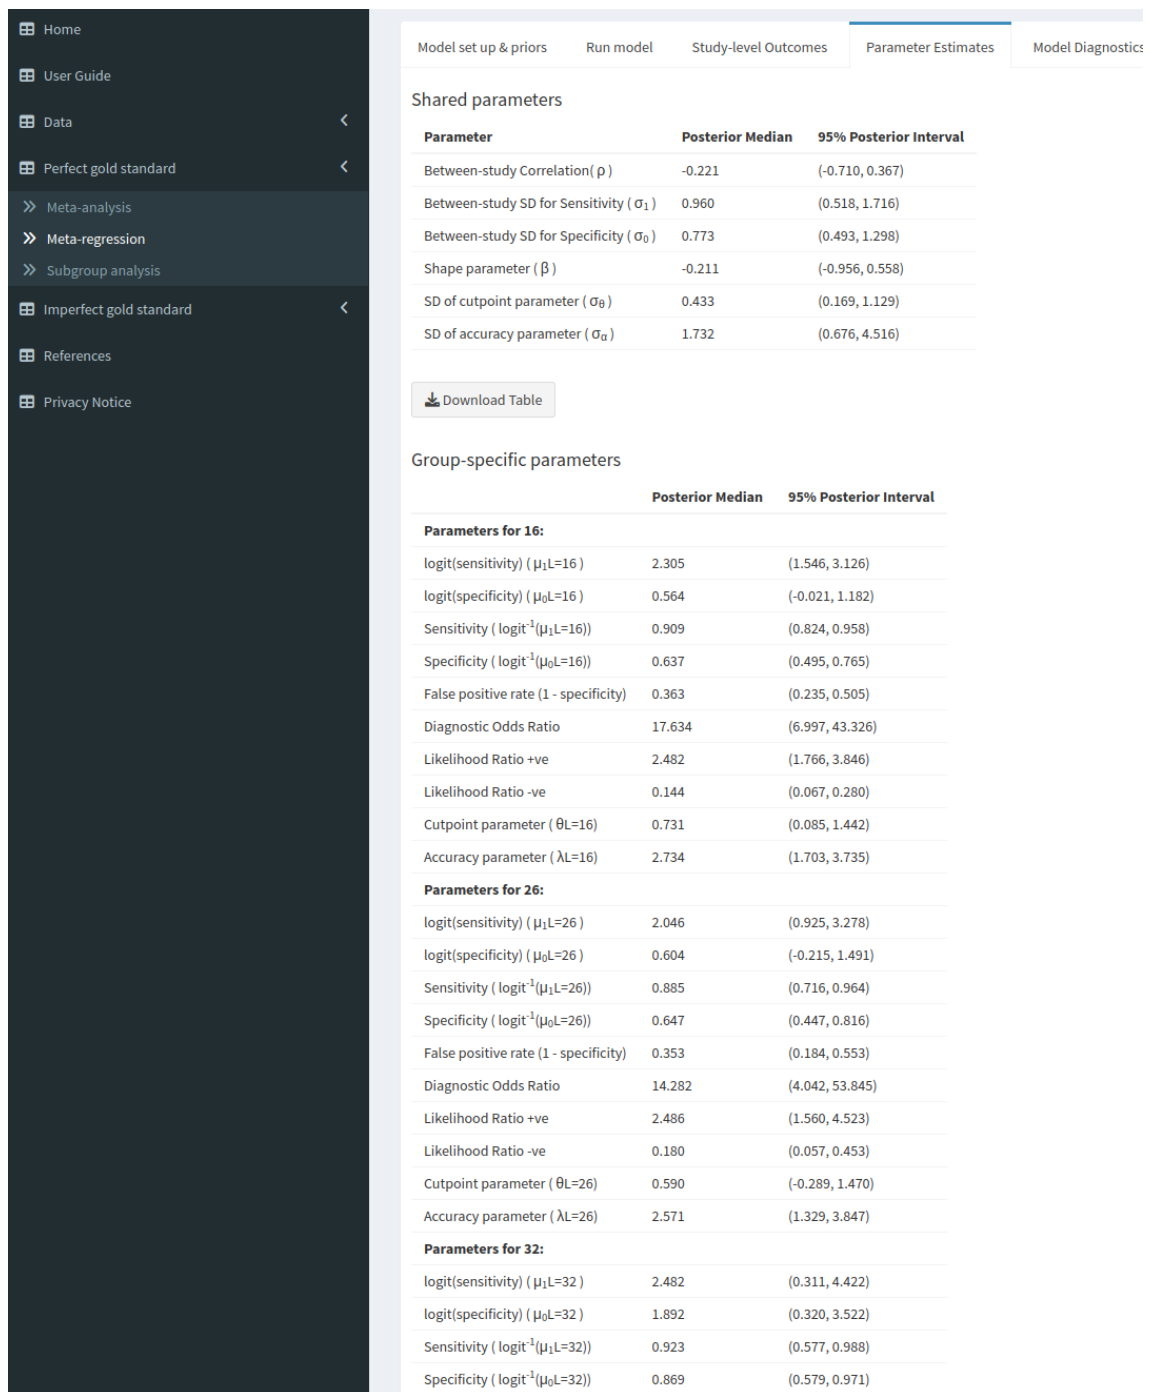 Home
User Guide
Data
Perfect gold standard
Meta-analysis
Meta-regression
Subgroup analysis
Imperfect gold standard
References
Privacy Notice
Model set up & priors Run model Study-level Outcomes Parameter Estimates Model Diagnostics
Shared parameters
Parameter Posterior Median 95% Posterior Interval
Between-study Correlation( ρ ) -0.221 (-0.710, 0.367)
Between-study SD for Sensitivity ( σ₁ ) 0.960 (0.518, 1.716)
Between-study SD for Specificity ( σ₀ ) 0.773 (0.493, 1.298)
Shape parameter ( β ) -0.211 (-0.956, 0.558)
SD of cutpoint parameter ( σθ ) 0.433 (0.169, 1.129)
SD of accuracy parameter ( σα ) 1.732 (0.676, 4.516)
Download Table
Group-specific parameters
Posterior Median 95% Posterior Interval
Parameters for 16:
logit(sensitivity) ( μ₁L=16 ) 2.305 (1.546, 3.126)
logit(specificity) ( μ₀L=16 ) 0.564 (-0.021, 1.182)
Sensitivity ( logit⁻¹(μ₁L=16)) 0.909 (0.824, 0.958)
Specificity ( logit⁻¹(μ₀L=16)) 0.637 (0.495, 0.765)
False positive rate (1 - specificity) 0.363 (0.235, 0.505)
Diagnostic Odds Ratio 17.634 (6.997, 43.326)
Likelihood Ratio +ve 2.482 (1.766, 3.846)
Likelihood Ratio -ve 0.144 (0.067, 0.280)
Cutpoint parameter ( θL=16) 0.731 (0.085, 1.442)
Accuracy parameter ( λL=16) 2.734 (1.703, 3.735)
Parameters for 26:
logit(sensitivity) ( μ₁L=26 ) 2.046 (0.925, 3.278)
logit(specificity) ( μ₀L=26 ) 0.604 (-0.215, 1.491)
Sensitivity ( logit⁻¹(μ₁L=26)) 0.885 (0.716, 0.964)
Specificity ( logit⁻¹(μ₀L=26)) 0.647 (0.447, 0.816)
False positive rate (1 - specificity) 0.353 (0.184, 0.553)
Diagnostic Odds Ratio 14.282 (4.042, 53.845)
Likelihood Ratio +ve 2.486 (1.560, 4.523)
Likelihood Ratio -ve 0.180 (0.057, 0.453)
Cutpoint parameter ( θL=26) 0.590 (-0.289, 1.470)
Accuracy parameter ( λL=26) 2.571 (1.329, 3.847)
Parameters for 32:
logit(sensitivity) ( μ₁L=32 ) 2.482 (0.311, 4.422)
logit(specificity) ( μ₀L=32 ) 1.892 (0.320, 3.522)
Sensitivity ( logit⁻¹(μ₁L=32)) 0.923 (0.577, 0.988)
Specificity ( logit⁻¹(μ₀L=32)) 0.869 (0.579, 0.971)